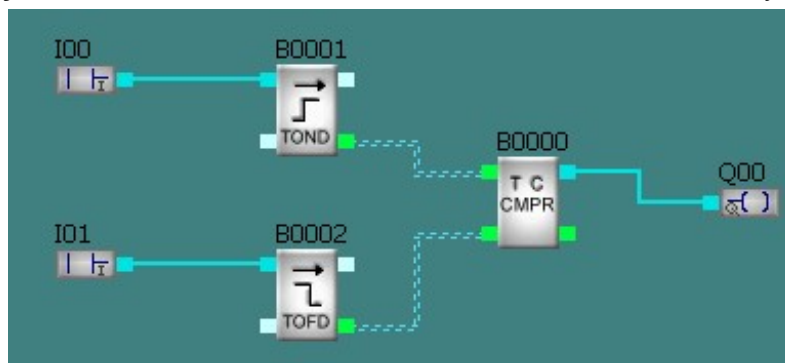 I00
B0001
I
TOND
B0000
Q00
T C
CMPR
Q
I01
B0002
I
TOFD